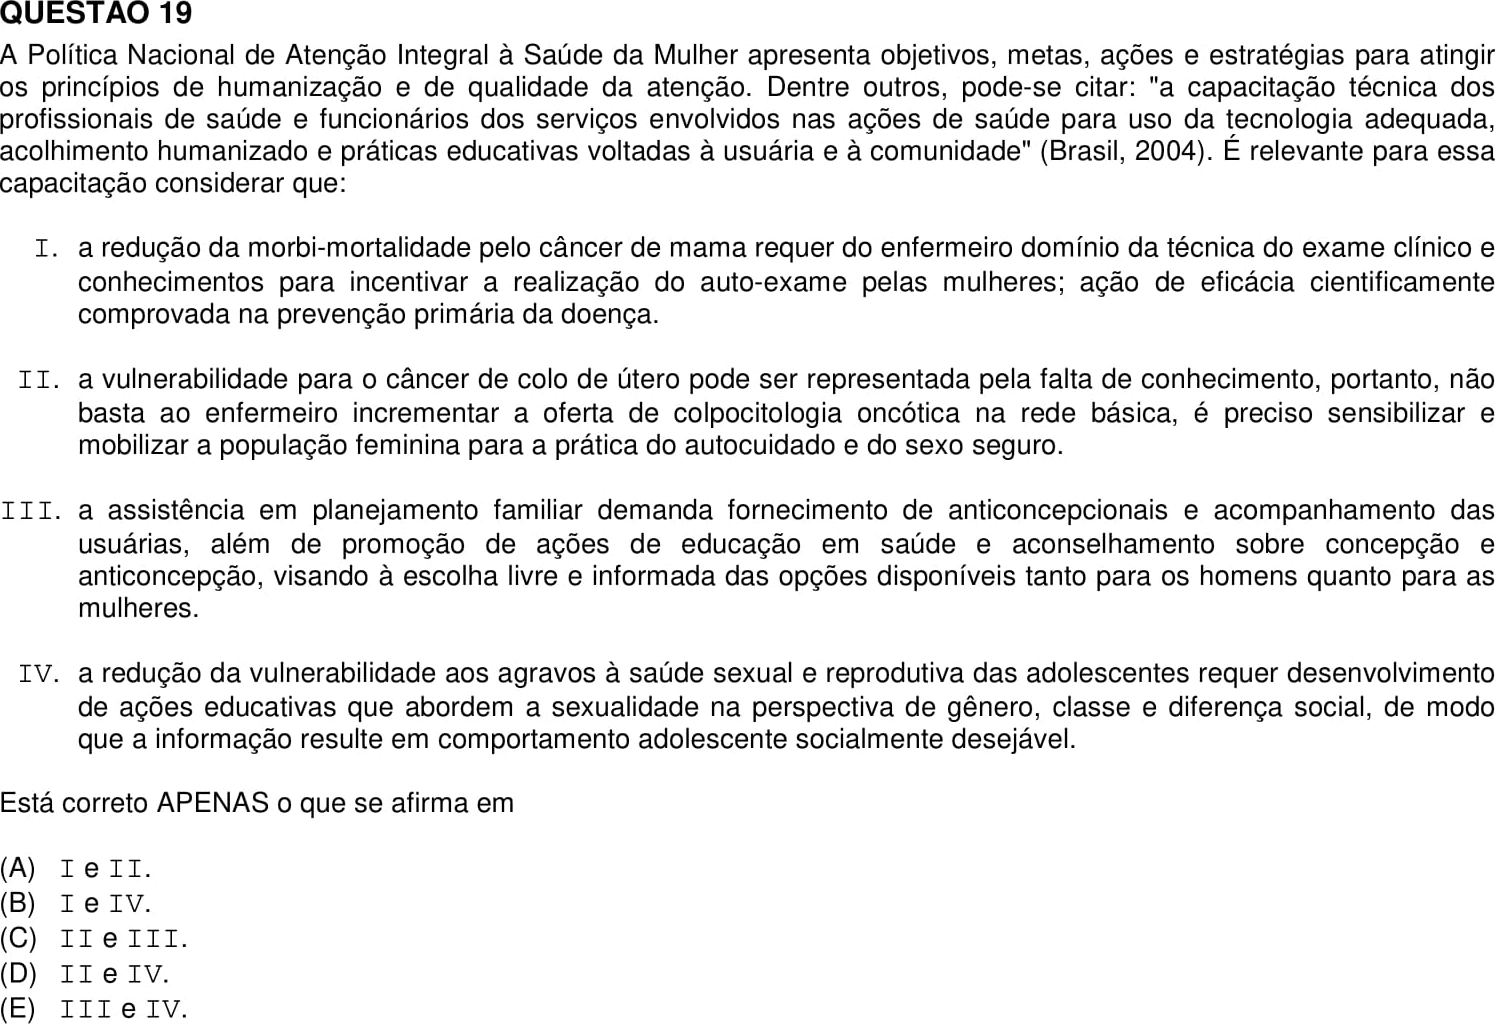 QUESTÃO 19
A Política Nacional de Atenção Integral à Saúde da Mulher apresenta objetivos, metas, ações e estratégias para atingir
os princípios de humanização e de qualidade da atenção. Dentre outros, pode-se citar: "a capacitação técnica dos
profissionais de saúde e funcionários dos serviços envolvidos nas ações de saúde para uso da tecnologia adequada,
acolhimento humanizado e práticas educativas voltadas à usuária e à comunidade" (Brasil, 2004). É relevante para essa
capacitação considerar que:
I. a redução da morbi-mortalidade pelo câncer de mama requer do enfermeiro domínio da técnica do exame clínico e
conhecimentos para incentivar a realização do auto-exame pelas mulheres; ação de eficácia cientificamente
comprovada na prevenção primária da doença.
II. a vulnerabilidade para o câncer de colo de útero pode ser representada pela falta de conhecimento, portanto, não
basta ao enfermeiro incrementar a oferta de colpocitologia oncótica na rede básica, é preciso sensibilizar e
mobilizar a população feminina para a prática do autocuidado e do sexo seguro.
III. a assistência em planejamento familiar demanda fornecimento de anticoncepcionais e acompanhamento das
usuárias, além de promoção de ações de educação em saúde e aconselhamento sobre concepção e
anticoncepção, visando à escolha livre e informada das opções disponíveis tanto para os homens quanto para as
mulheres.
IV. a redução da vulnerabilidade aos agravos à saúde sexual e reprodutiva das adolescentes requer desenvolvimento
de ações educativas que abordem a sexualidade na perspectiva de gênero, classe e diferença social, de modo
que a informação resulte em comportamento adolescente socialmente desejável.
Está correto APENAS o que se afirma em
(A) I e II.
(B) I e IV.
(C) II e III.
(D) II e IV.
(E) III e IV.